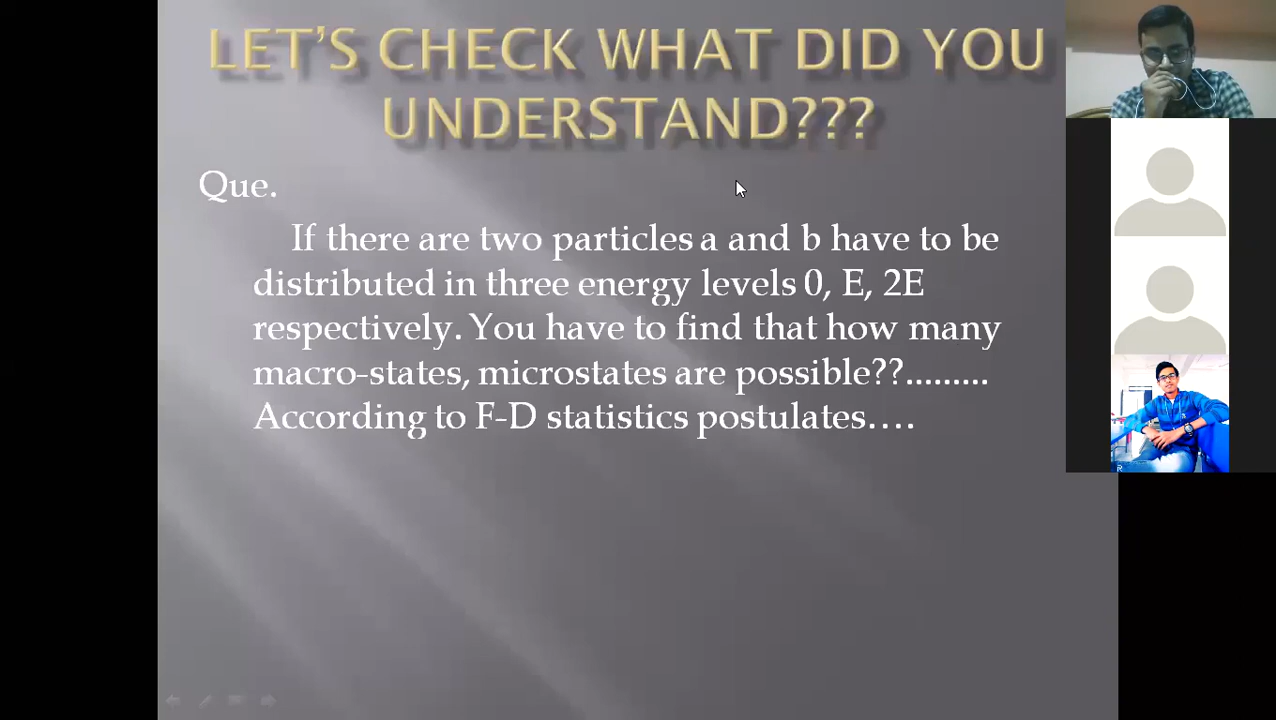 LET'S CHECK WHAT DID YOU
UNDERSTAND???
Que.
If there are two particles a and b have to be
distributed in three energy levels 0, E, 2E
respectively. You have to find that how many
macro-states, microstates are possible??.........
According to F-D statistics postulates….